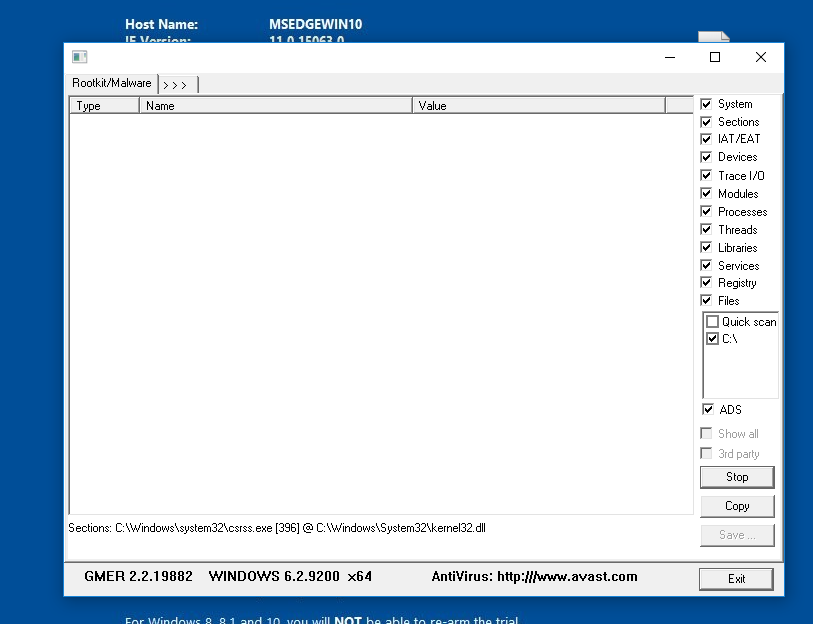 Host Name: MSEDGEWIN10
IE Version: 11.0.15063.0
Rootkit/Malware > > >
Type Name Value
System
Sections
IAT/EAT
Devices
Trace I/O
Modules
Processes
Threads
Libraries
Services
Registry
Files
Quick scan
C:\
ADS
Show all
3rd party
Stop
Copy
Save ...
Sections: C:\Windows\system32\csrss.exe [396] @ C:\Windows\System32\kernel32.dll
GMER 2.2.19882 WINDOWS 6.2.9200 x64 AntiVirus: http://www.avast.com Exit
For Windows 8, 8.1 and 10, you will NOT be able to re-arm the trial.